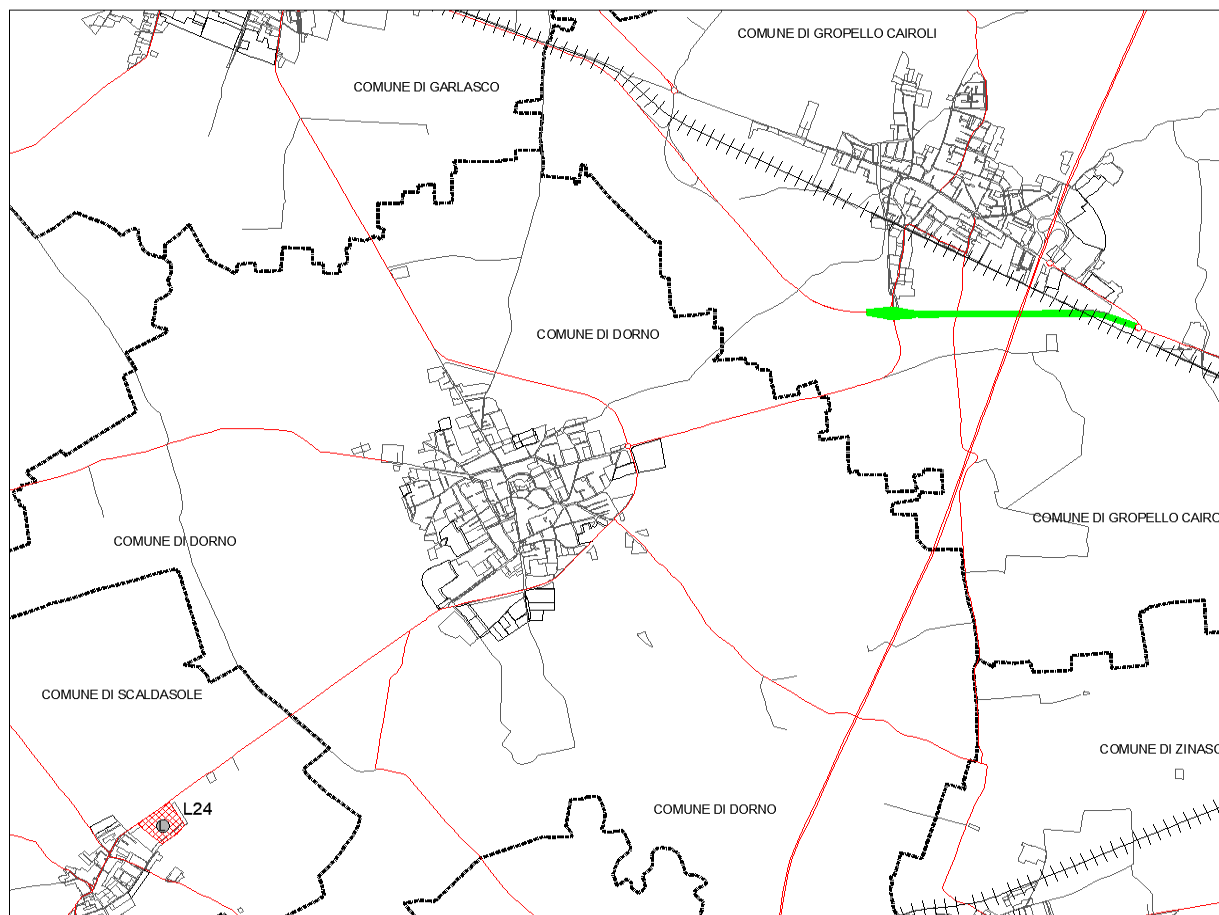 COMUNE DI GROPELLO CAIROLI
COMUNE DI GARLASCO
COMUNE DI DORNO
COMUNE DI GROPELLO CAIRO
COMUNE DI DORNO
COMUNE DI SCALDASOLE
COMUNE DI ZINASC
L24
COMUNE DI DORNO